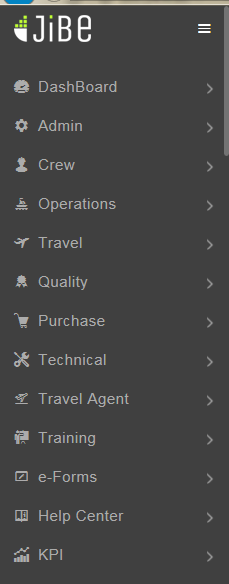 JiBE
DashBoard
Admin
Crew
Operations
Travel
Quality
Purchase
Technical
Travel Agent
Training
e-Forms
Help Center
KPI